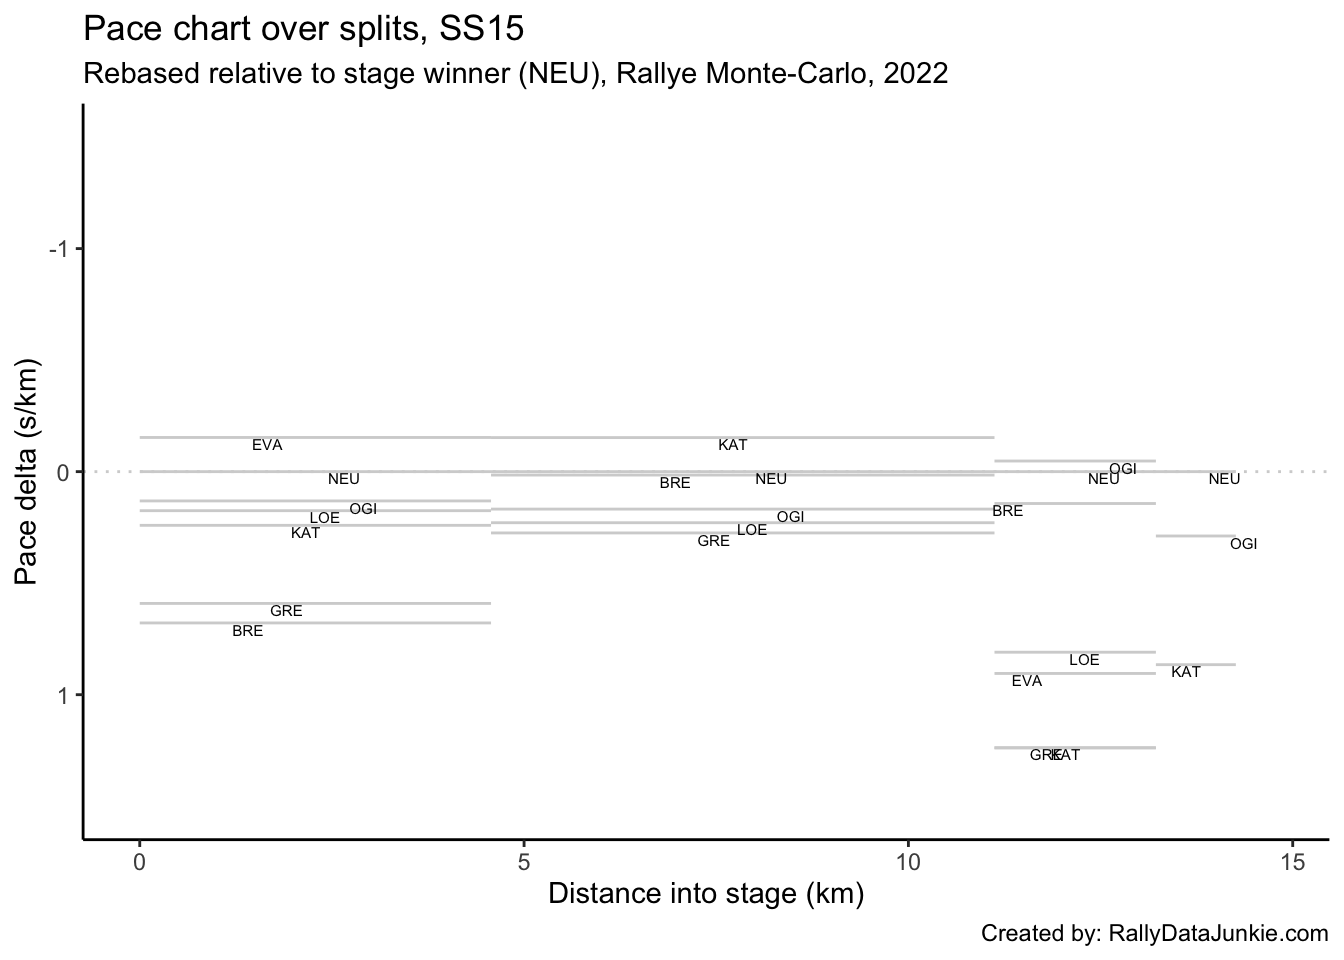 Pace chart over splits, SS15
Rebased relative to stage winner (NEU), Rallye Monte-Carlo, 2022
Pace delta (s/km)
-1
0
1
EVA
KAT
NEU
BRE
NEU
OGI
NEU
NEU
OGI
LOE
KAT
OGI
LOE
GRE
BRE
OGI
GRE
BRE
LOE
EVA
KAT
GRE
KAT
0
5
10
15
Distance into stage (km)
Created by: RallyDataJunkie.com